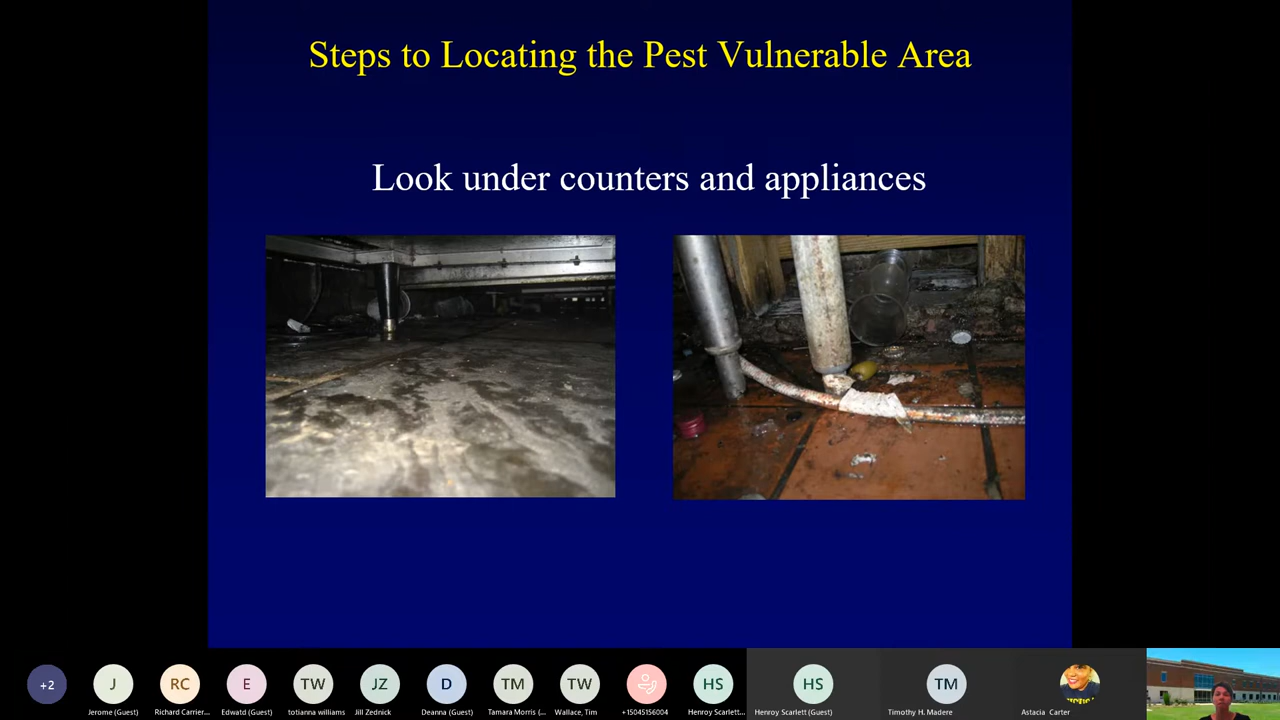 Steps to Locating the Pest Vulnerable Area
Look under counters and appliances
+2
J
RC
E
TW
JZ
D
TM
TW
HS
HS
TM
Jerome (Guest)
Richard Carrier...
Edwatd (Guest)
totianna williams
Jill Zednick
Deanna (Guest)
Tamara Morris (...
Wallace, Tim
+15045156004
Henroy Scarlett...
Henroy Scarlett (Guest)
Timothy H. Madere
Astacia Carter